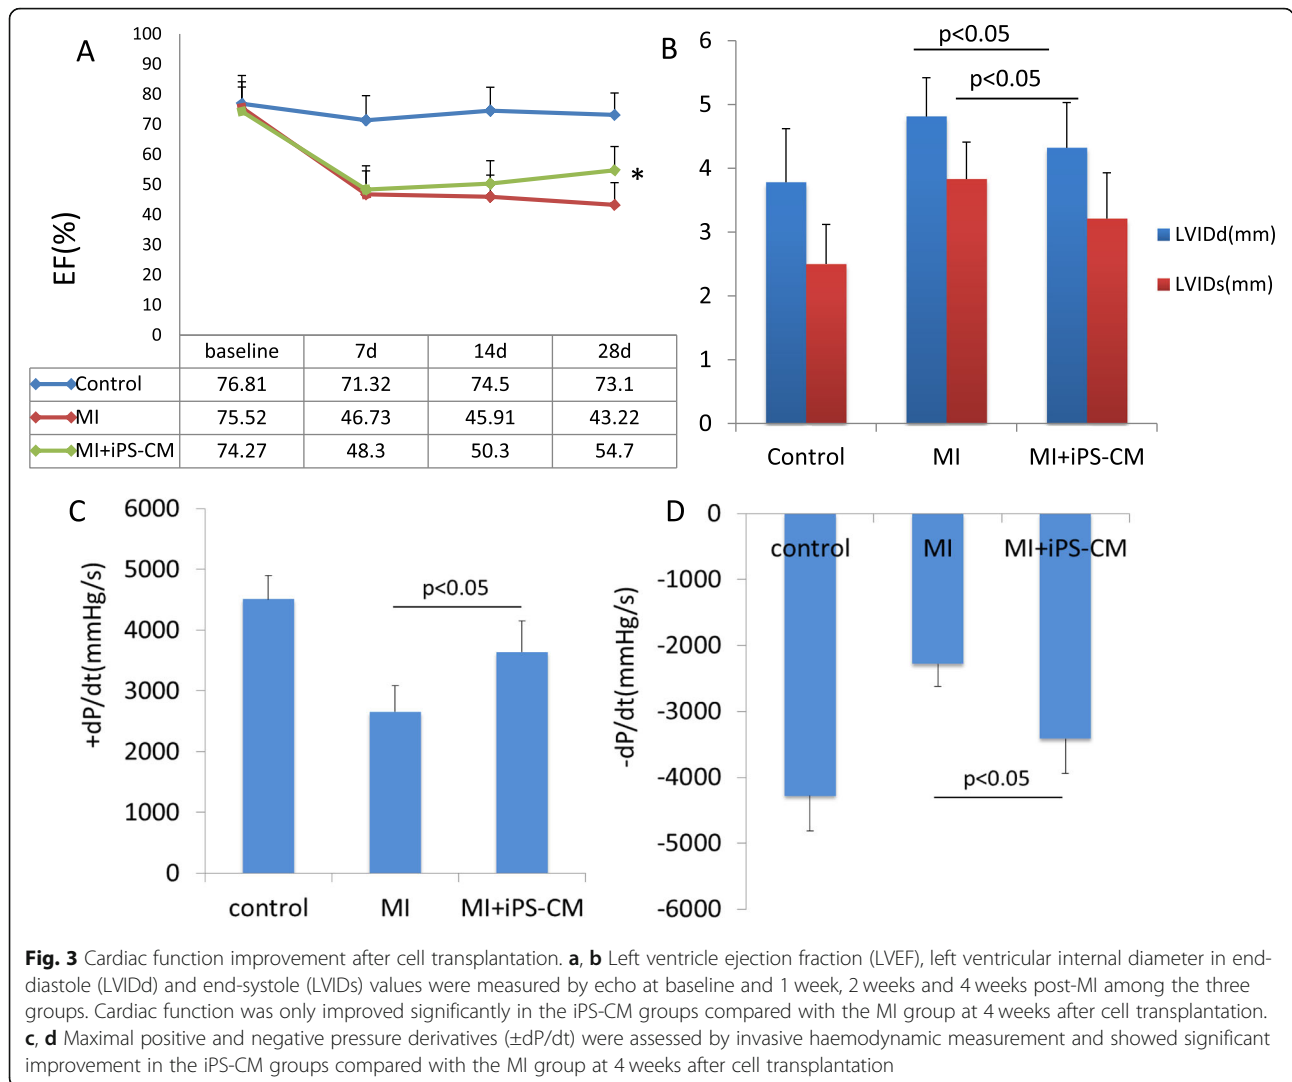 A
100
90
80
70
60
50
40
30
20
10
0
EF(%)
*
baseline 7d 14d 28d
Control 76.81 71.32 74.5 73.1
MI 75.52 46.73 45.91 43.22
MI+iPS-CM 74.27 48.3 50.3 54.7
B
6
5
4
3
2
1
0
p<0.05
p<0.05
LVIDd(mm)
LVIDs(mm)
Control MI MI+iPS-CM
C
6000
5000
4000
3000
2000
1000
0
+dP/dt(mmHg/s)
p<0.05
control MI MI+iPS-CM
D
0
-1000
-2000
-3000
-4000
-5000
-6000
-dP/dt(mmHg/s)
control MI MI+iPS-CM
p<0.05
Fig. 3 Cardiac function improvement after cell transplantation. a, b Left ventricle ejection fraction (LVEF), left ventricular internal diameter in end-
diastole (LVIDd) and end-systole (LVIDs) values were measured by echo at baseline and 1 week, 2 weeks and 4 weeks post-MI among the three
groups. Cardiac function was only improved significantly in the iPS-CM groups compared with the MI group at 4 weeks after cell transplantation.
c, d Maximal positive and negative pressure derivatives (±dP/dt) were assessed by invasive haemodynamic measurement and showed significant
improvement in the iPS-CM groups compared with the MI group at 4 weeks after cell transplantation